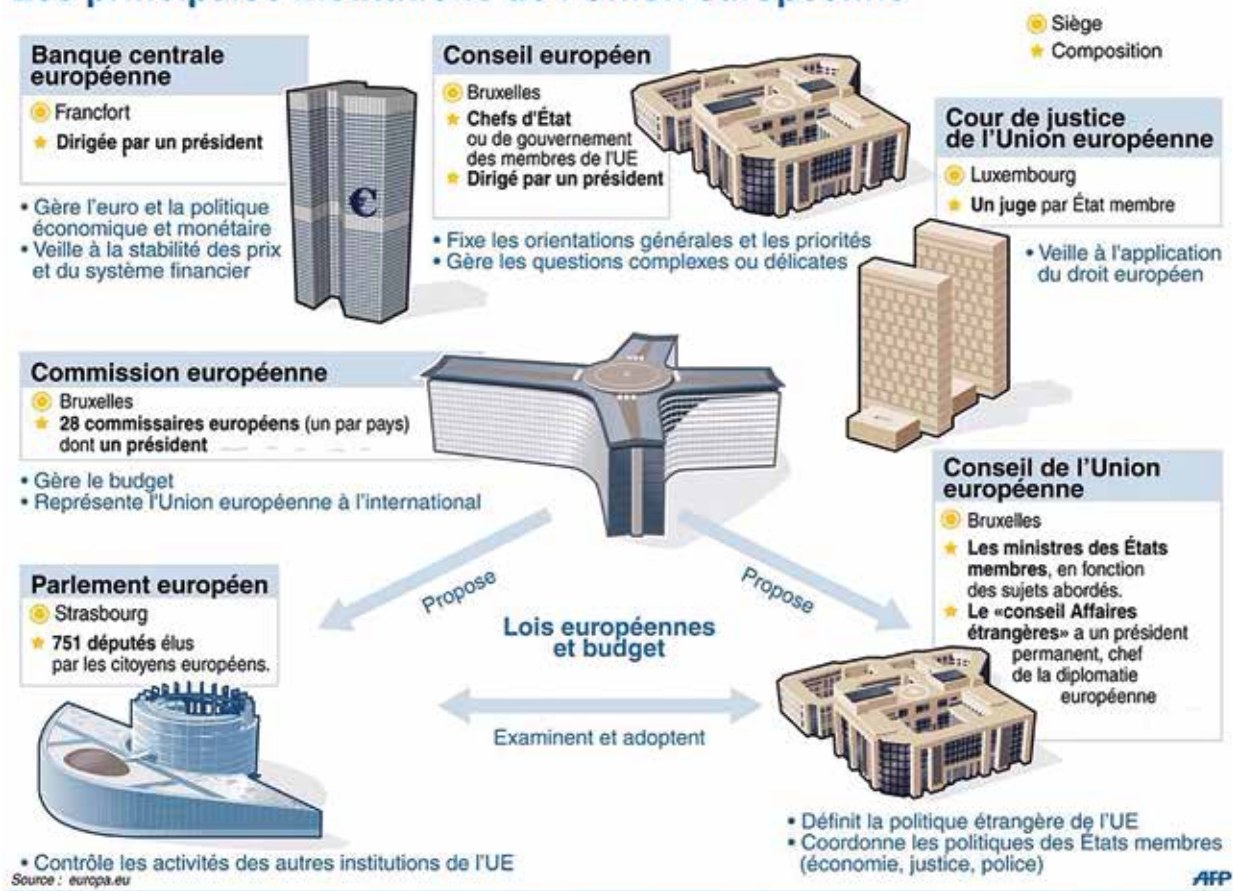 Siège
Composition
Banque centrale
européenne
Francfort
Dirigée par un président
• Gère l'euro et la politique
économique et monétaire
• Veille à la stabilité des prix
et du système financier
€
Conseil européen
Bruxelles
Chefs d'État
ou de gouvernement
des membres de l'UE
Dirigé par un président
• Fixe les orientations générales et les priorités
• Gère les questions complexes ou délicates
Cour de justice
de l'Union européenne
Luxembourg
Un juge par État membre
• Veille à l'application
du droit européen
Commission européenne
Bruxelles
28 commissaires européens (un par pays)
dont un président
• Gère le budget
• Représente l'Union européenne à l'international
Propose
Propose
Lois européennes
et budget
Examinent et adoptent
Parlement européen
Strasbourg
751 députés élus
par les citoyens européens.
• Contrôle les activités des autres institutions de l'UE
Conseil de l'Union
européenne
Bruxelles
Les ministres des États
membres, en fonction
des sujets abordés.
Le «conseil Affaires
étrangères» a un président
permanent, chef
de la diplomatie
européenne
• Définit la politique étrangère de l'UE
• Coordonne les politiques des États membres
(économie, justice, police)
Source : europa.eu
AFP